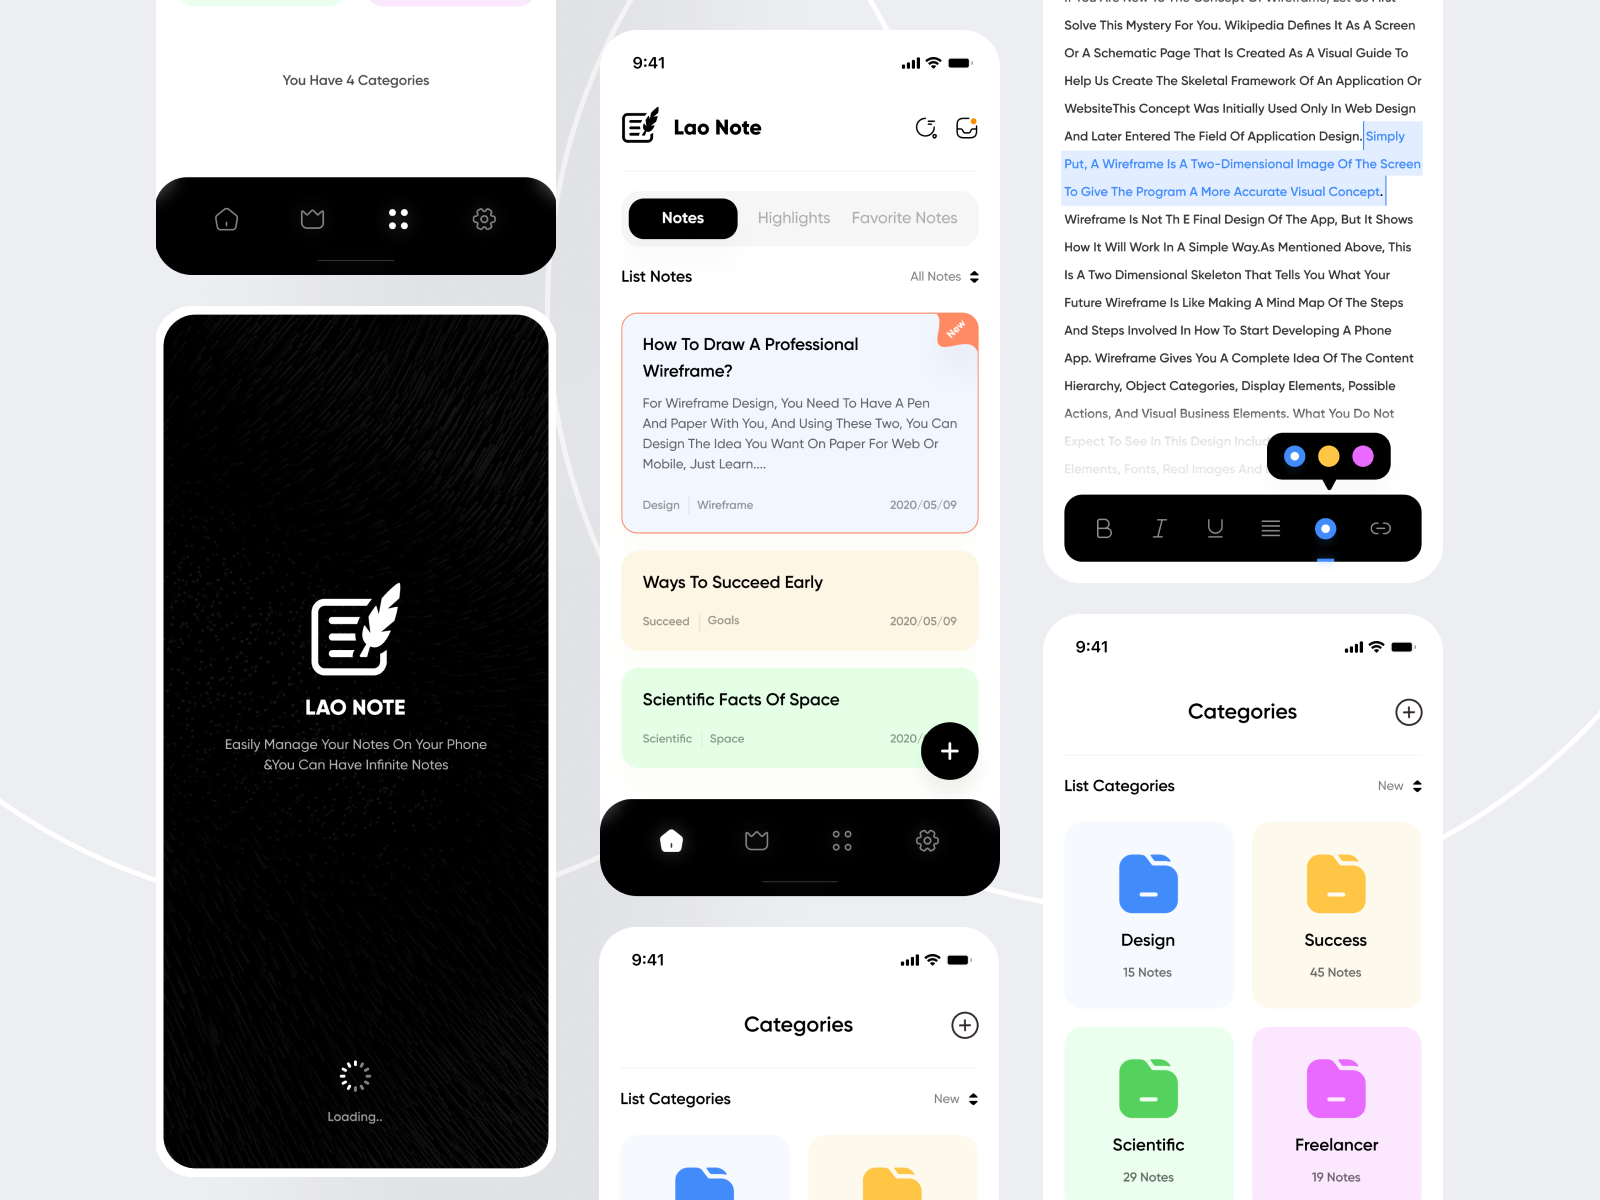 You Have 4 Categories
LAO NOTE
Easily Manage Your Notes On Your Phone
&You Can Have Infinite Notes
Loading..
9:41
Lao Note
Notes
Highlights
Favorite Notes
List Notes
All Notes
New
How To Draw A Professional
Wireframe?
For Wireframe Design, You Need To Have A Pen
And Paper With You, And Using These Two, You Can
Design The Idea You Want On Paper For Web Or
Mobile, Just Learn....
Design
Wireframe
2020/05/09
Ways To Succeed Early
Succeed
Goals
2020/05/09
Scientific Facts Of Space
Scientific
Space
2020/
9:41
Categories
List Categories
New
If You Are New To The Concept Of Wireframe, Let Us First
Solve This Mystery For You. Wikipedia Defines It As A Screen
Or A Schematic Page That Is Created As A Visual Guide To
Help Us Create The Skeletal Framework Of An Application Or
WebsiteThis Concept Was Initially Used Only In Web Design
And Later Entered The Field Of Application Design. Simply
Put, A Wireframe Is A Two-Dimensional Image Of The Screen
To Give The Program A More Accurate Visual Concept.
Wireframe Is Not Th E Final Design Of The App, But It Shows
How It Will Work In A Simple Way.As Mentioned Above, This
Is A Two Dimensional Skeleton That Tells You What Your
Future Wireframe Is Like Making A Mind Map Of The Steps
And Steps Involved In How To Start Developing A Phone
App. Wireframe Gives You A Complete Idea Of The Content
Hierarchy, Object Categories, Display Elements, Possible
Actions, And Visual Business Elements. What You Do Not
Expect To See In This Design Includ
Elements, Fonts, Real Images And
B I U
9:41
Categories
List Categories
New
Design
15 Notes
Success
45 Notes
Scientific
29 Notes
Freelancer
19 Notes